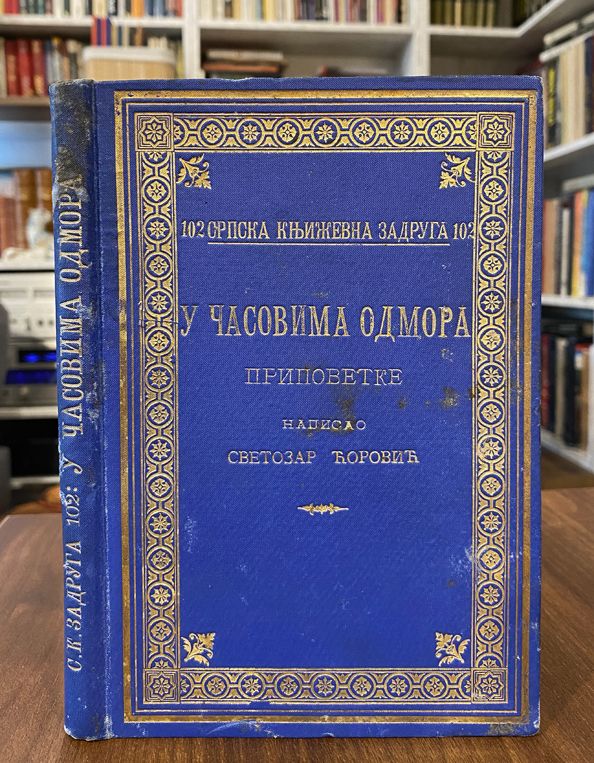 С.К. ЗАДРУГА 102: У ЧАСОВИМА ОДМОРА
102 СРПСКА КЊИЖЕВНА ЗАДРУГА 102
У ЧАСОВИМА ОДМОРА
ПРИПОВЕТКЕ
НАПИСАО
СВЕТОЗАР ЋОРОВИЋ